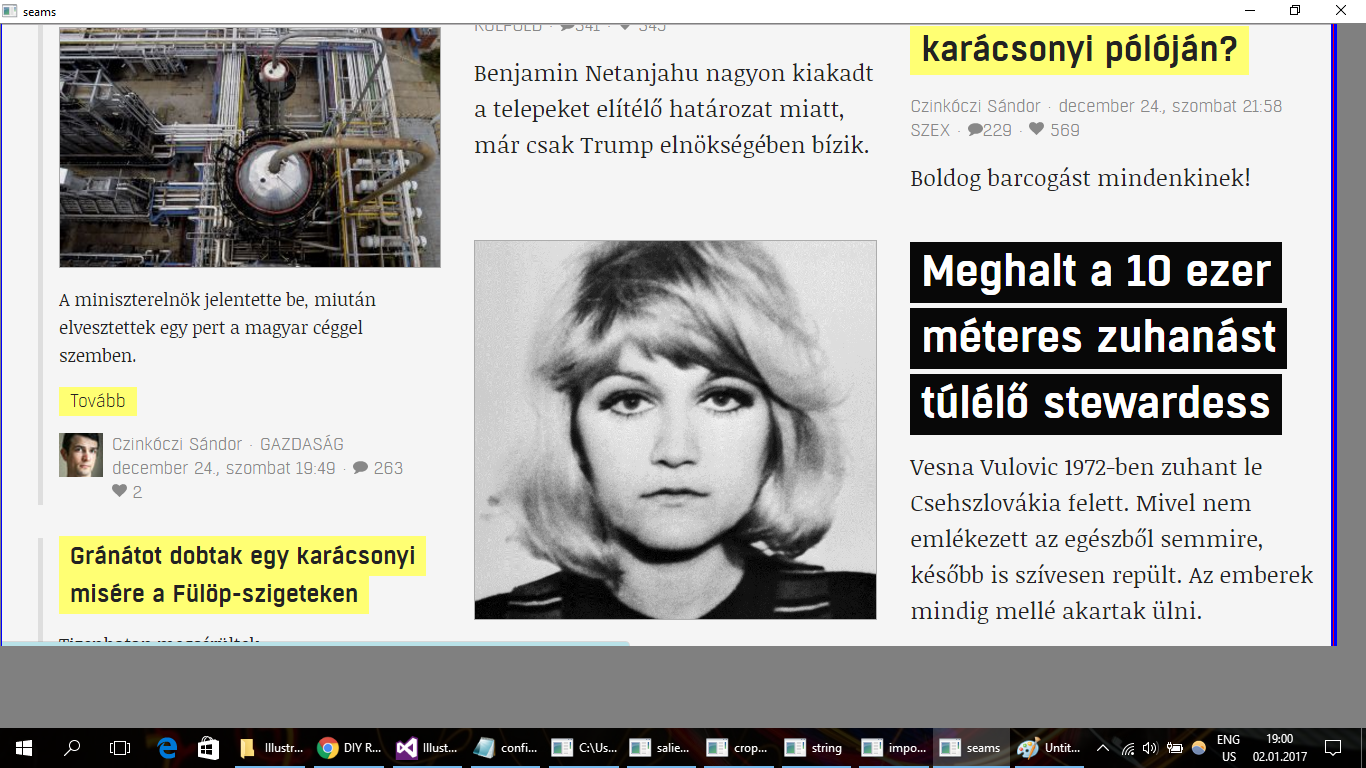 seams
KÜLFÖLD · 341 · 343
Benjamin Netanjahu nagyon kiakadt
a telepeket elítélő határozat miatt,
már csak Trump elnökségében bízik.
karácsonyi pólóján?
Czinkóczi Sándor · december 24., szombat 21:58
SZEX · 229 · 569
Boldog barcogást mindenkinek!
A miniszterelnök jelentette be, miután
elvesztettek egy pert a magyar céggel
szemben.
Tovább
Czinkóczi Sándor · GAZDASÁG
december 24., szombat 19:49 · 263
2
Gránátot dobtak egy karácsonyi
misére a Fülöp-szigeteken
Tizenhatan megsérültek.
Meghalt a 10 ezer
méteres zuhanást
túlélő stewardess
Vesna Vulovic 1972-ben zuhant le
Csehszlovákia felett. Mivel nem
emlékezett az egészből semmire,
később is szívesen repült. Az emberek
mindig mellé akartak ülni.
Illustr...
DIY R...
Illust...
confi...
C:\Us...
salie...
crop...
string
impo...
seams
Untit...
ENG
US
19:00
02.01.2017